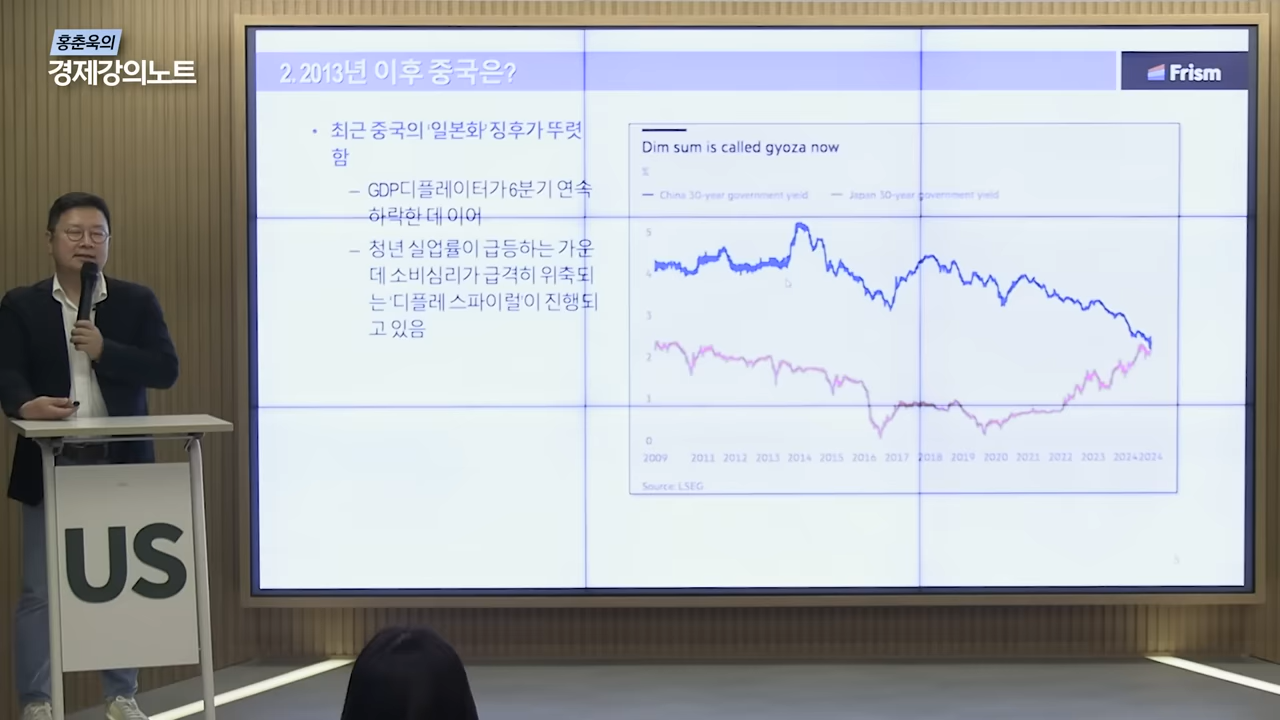 홍춘욱의
경제강의노트
2. 2013년 이후 중국은?
Frism
• 최근 중국의 '일본화' 징후가 뚜렷
함
– GDP디플레이터가 6분기 연속
하락한 데 이어
– 청년 실업률이 급등하는 가운
데 소비심리가 급격히 위축되
는 '디플레 스파이럴'이 진행되
고 있음
Dim sum is called gyoza now
%
China 30-year government yield
Japan 30-year government yield
5
4
3
2
1
0
2009 2011 2012 2013 2014 2015 2016 2017 2018 2019 2020 2021 2022 2023 2024 2024
Source: LSEG
US